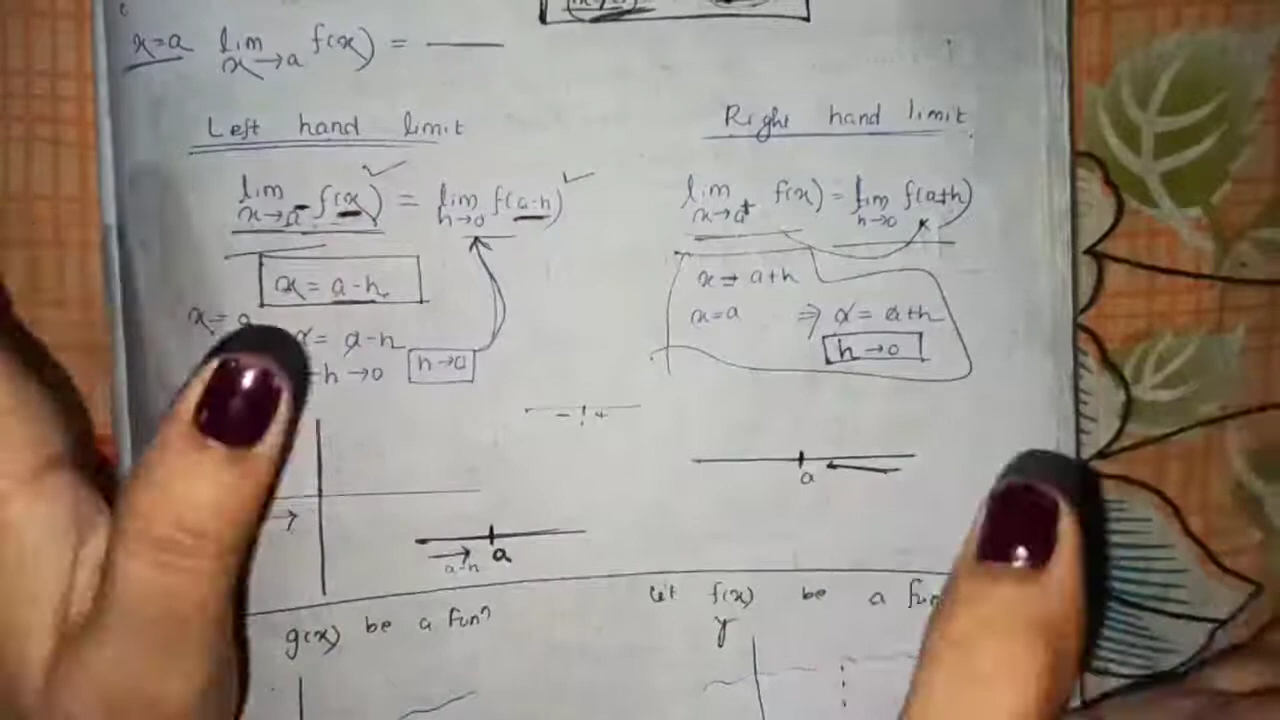 x=a lim x→a f(x) = —
Left hand limit
Right hand limit
lim x→a⁻ f(x) = lim h→0 f(a-h)
lim x→a⁺ f(x) = lim h→0 f(a+h)
x = a-h
x = a+h
x = a
x=a ⇒ x = a+h
x = a-h
h→0
-h →0
h→0
- +
a
a
a-h
g(x) be a funⁿ
let f(x) be a fun
y